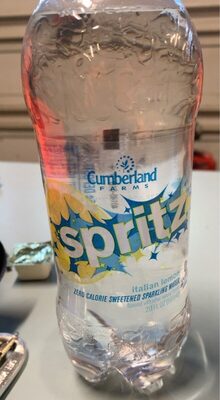 Cumberland
FARMS
spritz
italian lemon
ZERO CALORIE SWEETENED SPARKLING WATER